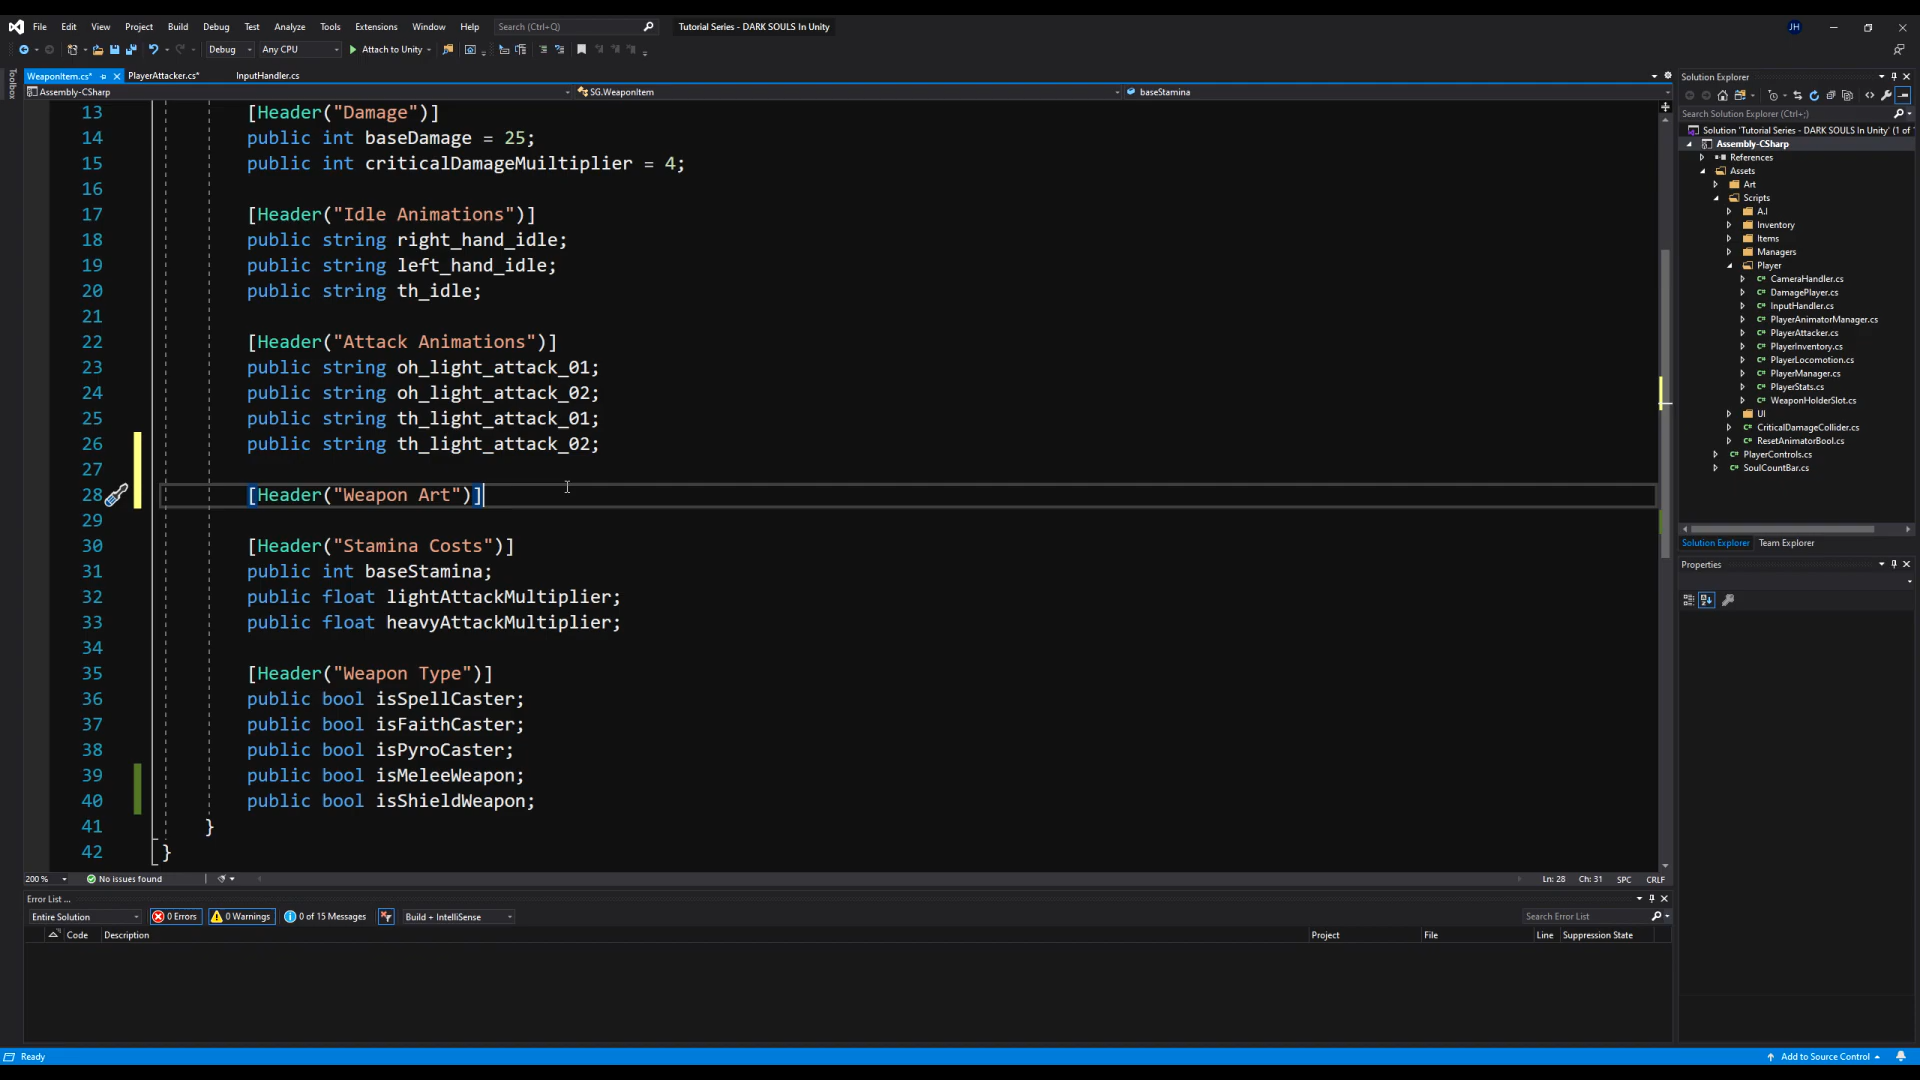 File Edit View Project Build Debug Test Analyze Tools Extensions Window Help Search (Ctrl+Q) Tutorial Series - DARK SOULS In Unity JH
Debug Any CPU Attach to Unity
Toolbox
WeaponItem.cs* PlayerAttacker.cs* InputHandler.cs
Assembly-CSharp SG.WeaponItem baseStamina
13 [Header("Damage")]
14 public int baseDamage = 25;
15 public int criticalDamageMuiltiplier = 4;
16
17 [Header("Idle Animations")]
18 public string right_hand_idle;
19 public string left_hand_idle;
20 public string th_idle;
21
22 [Header("Attack Animations")]
23 public string oh_light_attack_01;
24 public string oh_light_attack_02;
25 public string th_light_attack_01;
26 public string th_light_attack_02;
27
28 [Header("Weapon Art")]
29
30 [Header("Stamina Costs")]
31 public int baseStamina;
32 public float lightAttackMultiplier;
33 public float heavyAttackMultiplier;
34
35 [Header("Weapon Type")]
36 public bool isSpellCaster;
37 public bool isFaithCaster;
38 public bool isPyroCaster;
39 public bool isMeleeWeapon;
40 public bool isShieldWeapon;
41 }
42 }
200 % No issues found Ln: 28 Ch: 31 SPC CRLF
Error List ...
Entire Solution 0 Errors 0 Warnings 0 of 15 Messages Build + IntelliSense Search Error List
Code Description Project File Line Suppression State
Solution Explorer
Search Solution Explorer (Ctrl+;)
Solution 'Tutorial Series - DARK SOULS In Unity' (1 of
Assembly-CSharp
References
Assets
Art
Scripts
A.I
Inventory
Items
Managers
Player
CameraHandler.cs
DamagePlayer.cs
InputHandler.cs
PlayerAnimatorManager.cs
PlayerAttacker.cs
PlayerInventory.cs
PlayerLocomotion.cs
PlayerManager.cs
PlayerStats.cs
WeaponHolderSlot.cs
UI
CriticalDamageCollider.cs
ResetAnimatorBool.cs
PlayerControls.cs
SoulCountBar.cs
Solution Explorer Team Explorer
Properties
Ready Add to Source Control